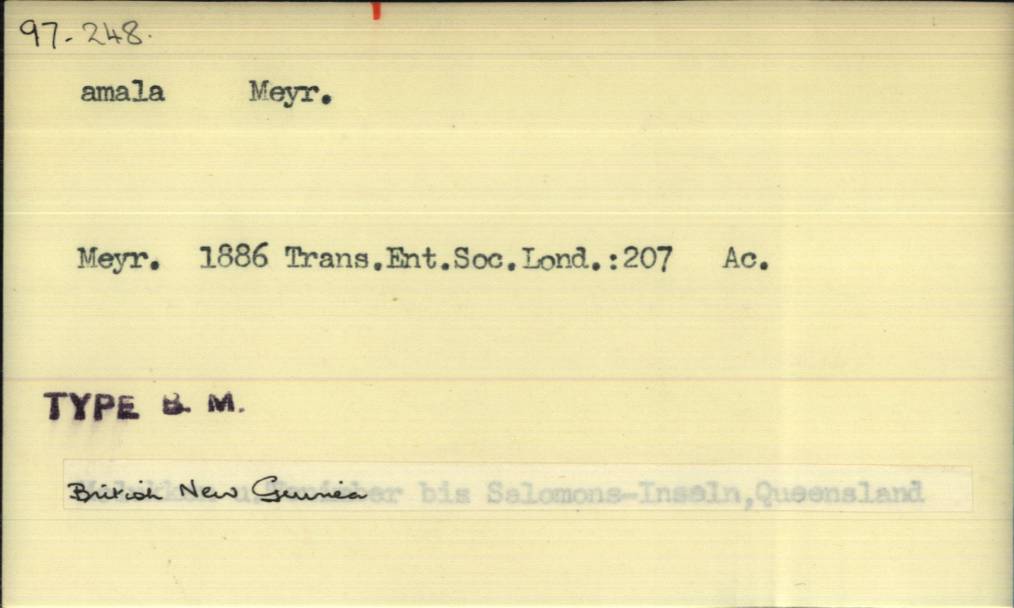 97-248.
amala Meyr.
Meyr. 1886 Trans.Ent.Soc.Lond.:207 Ac.
TYPE B. M.
British New Guinea
bis Salomons-Inseln,Queensland